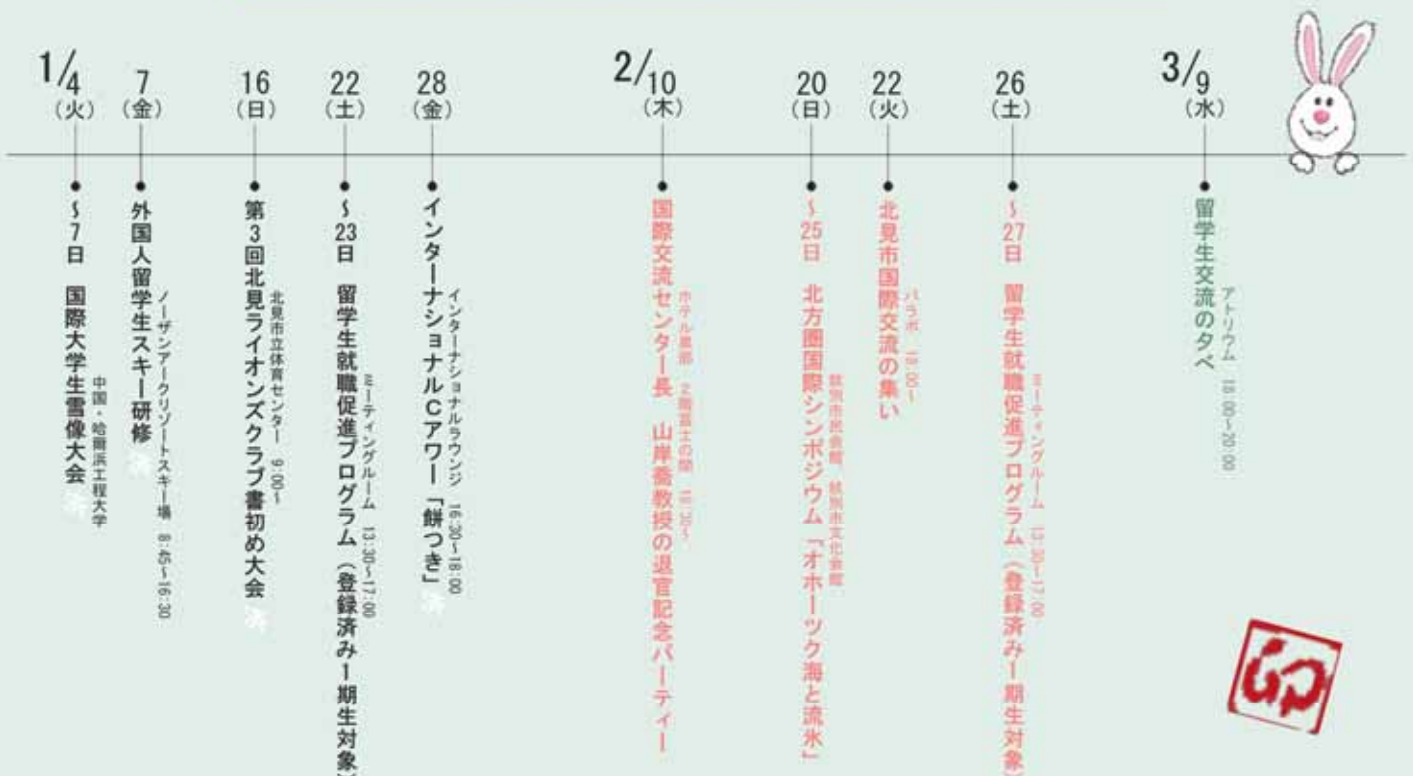 1/4
(火)
〜7日 国際大学生雪像大会
中国・哈爾浜工程大学
済
7
(金)
外国人留学生スキー研修
ノーザンアークリゾートスキー場 8:45〜16:30
済
16
(日)
第3回北見ライオンズクラブ書初め大会
北見市立体育センター 9:00〜
済
22
(土)
〜23日 留学生就職促進プログラム(登録済み1期生対象)
ミーティングルーム 13:30〜17:00
28
(金)
インターナショナルCアワー「餅つき」
インターナショナルラウンジ 16:30〜18:00
済
2/10
(木)
国際交流センター長 山岸喬教授の退官記念パーティー
ホテル黒部 2階富士の間 18:30〜
20
(日)
〜25日 北方圏国際シンポジウム「オホーツク海と流氷」
紋別市民会館 紋別市文化会館
22
(火)
北見市国際交流の集い
パラボ 18:00〜
26
(土)
〜27日 留学生就職促進プログラム(登録済み1期生対象)
ミーティングルーム 13:30〜17:00
3/9
(水)
留学生交流の夕べ
アトリウム 18:00〜20:00
卯